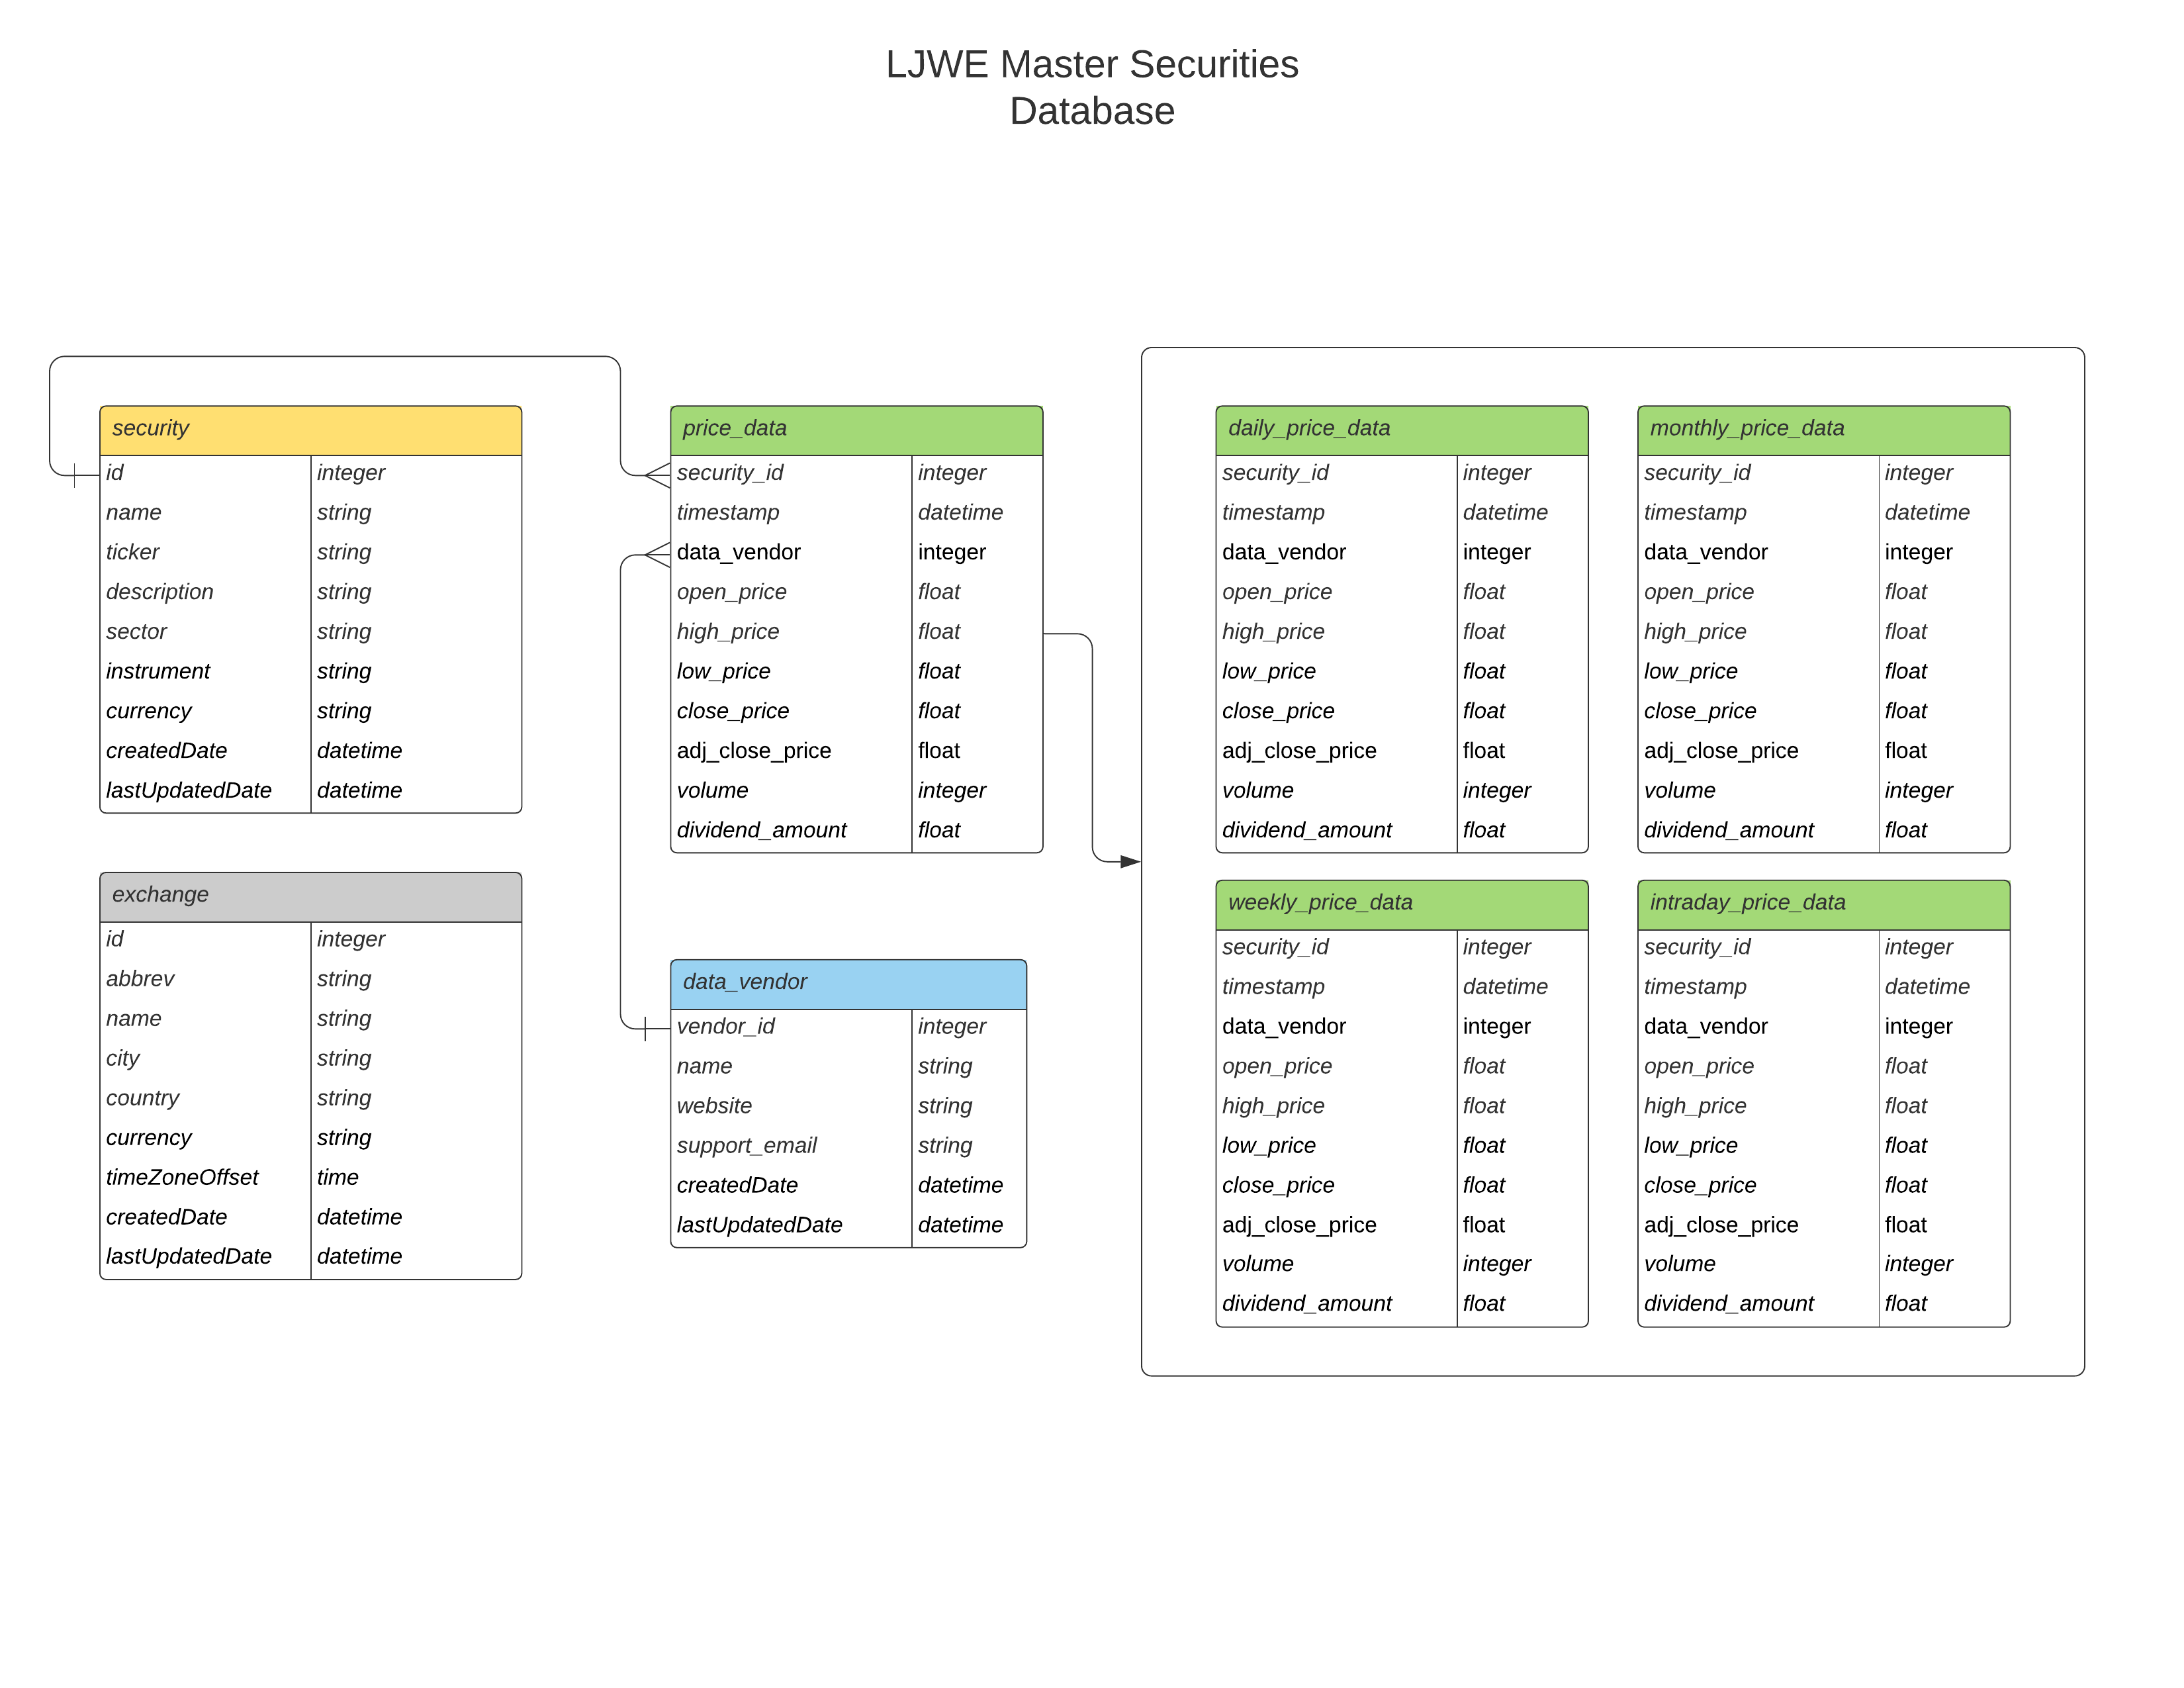 LJWE Master Securities
Database
security
id integer
name string
ticker string
description string
sector string
instrument string
currency string
createdDate datetime
lastUpdatedDate datetime
exchange
id integer
abbrev string
name string
city string
country string
currency string
timeZoneOffset time
createdDate datetime
lastUpdatedDate datetime
price_data
security_id integer
timestamp datetime
data_vendor integer
open_price float
high_price float
low_price float
close_price float
adj_close_price float
volume integer
dividend_amount float
data_vendor
vendor_id integer
name string
website string
support_email string
createdDate datetime
lastUpdatedDate datetime
daily_price_data
security_id integer
timestamp datetime
data_vendor integer
open_price float
high_price float
low_price float
close_price float
adj_close_price float
volume integer
dividend_amount float
monthly_price_data
security_id integer
timestamp datetime
data_vendor integer
open_price float
high_price float
low_price float
close_price float
adj_close_price float
volume integer
dividend_amount float
weekly_price_data
security_id integer
timestamp datetime
data_vendor integer
open_price float
high_price float
low_price float
close_price float
adj_close_price float
volume integer
dividend_amount float
intraday_price_data
security_id integer
timestamp datetime
data_vendor integer
open_price float
high_price float
low_price float
close_price float
adj_close_price float
volume integer
dividend_amount float